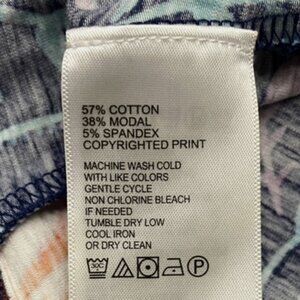 57% COTTON
38% MODAL
5% SPANDEX
COPYRIGHTED PRINT
MACHINE WASH COLD
WITH LIKE COLORS
GENTLE CYCLE
NON CHLORINE BLEACH
IF NEEDED
TUMBLE DRY LOW
COOL IRON
OR DRY CLEAN
30C
P